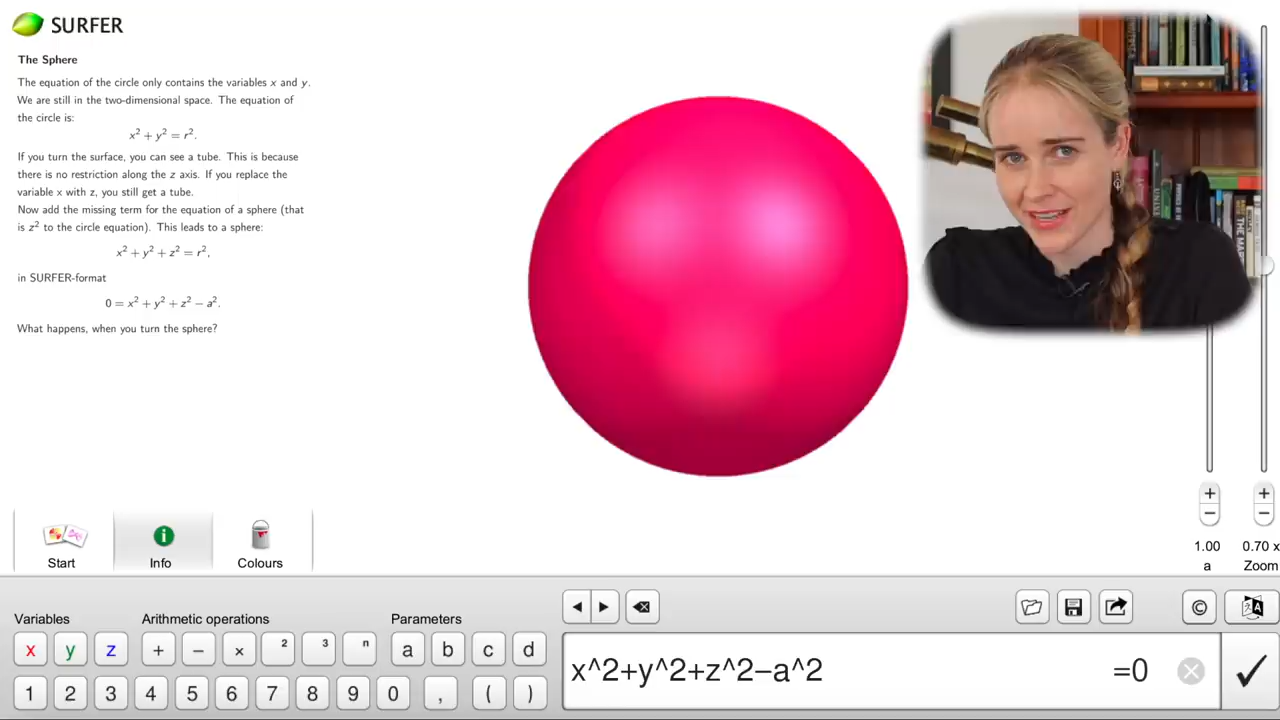 SURFER
The Sphere
The equation of the circle only contains the variables x and y.
We are still in the two-dimensional space. The equation of
the circle is:
x² + y² = r².
If you turn the surface, you can see a tube. This is because
there is no restriction along the z axis. If you replace the
variable x with z, you still get a tube.
Now add the missing term for the equation of a sphere (that
is z² to the circle equation). This leads to a sphere:
x² + y² + z² = r²,
in SURFER-format
0 = x² + y² + z² − a².
What happens, when you turn the sphere?
Start
Info
Colours
+ +
− −
1.00 0.70 x
a Zoom
Variables Arithmetic operations Parameters
x y z + − × ² ³ ⁿ a b c d
1 2 3 4 5 6 7 8 9 0 , ( )
©
A
x^2+y^2+z^2−a^2 =0